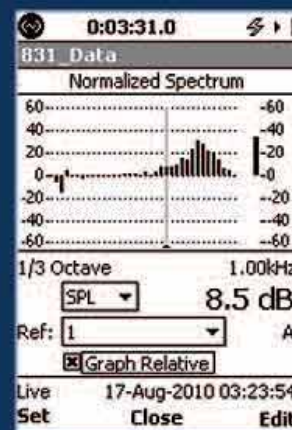 0:03:31.0
831_Data
Normalized Spectrum
60 -60
40 -40
20 -20
0 -0
-20 --20
-40 --40
-60 --60
1/3 Octave 1.00kHz
SPL 8.5 dB
Ref: 1 A
Graph Relative
Live 17-Aug-2010 03:23:54
Set Close Edit